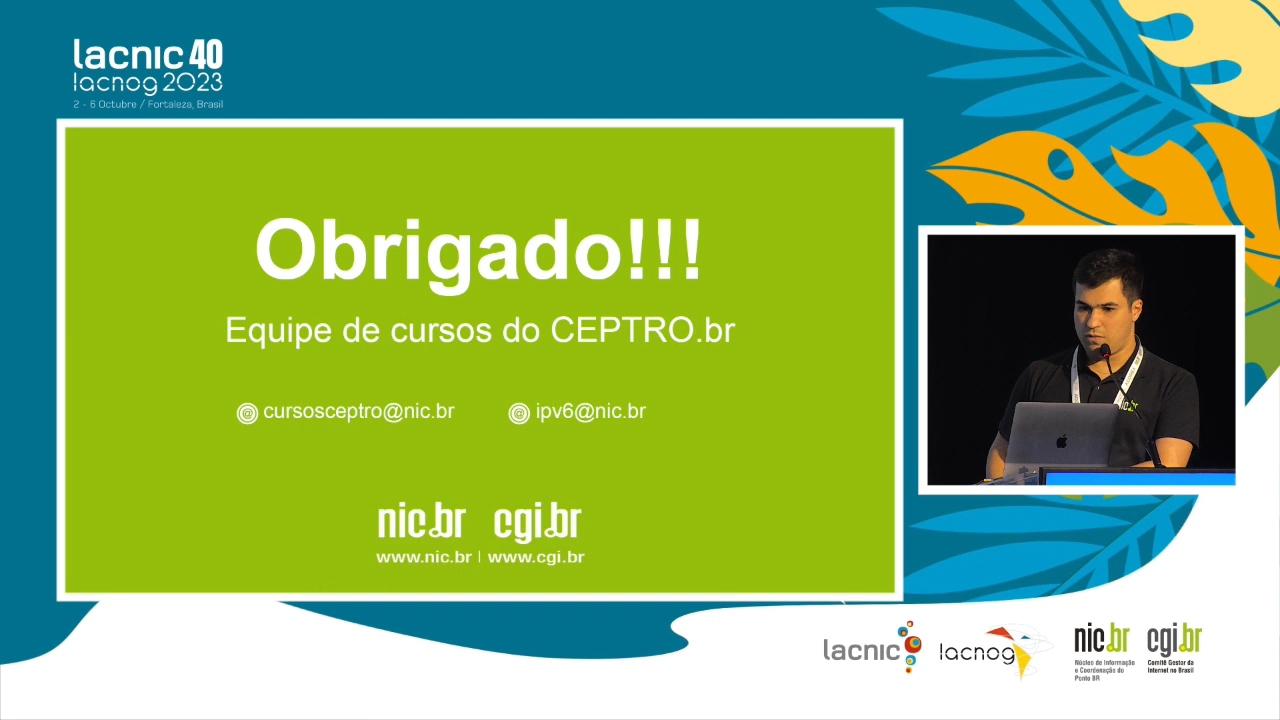 lacnic 40
lacnog 2023
2 - 6 Octubre / Fortaleza, Brasil
Obrigado!!!
Equipe de cursos do CEPTRO.br
@ cursosceptro@nic.br @ ipv6@nic.br
nic.br cgi.br
www.nic.br | www.cgi.br
nic.br
lacnic lacnog nic.br cgi.br
Núcleo de Informação
e Coordenação do
Ponto BR
Comitê Gestor da
Internet no Brasil